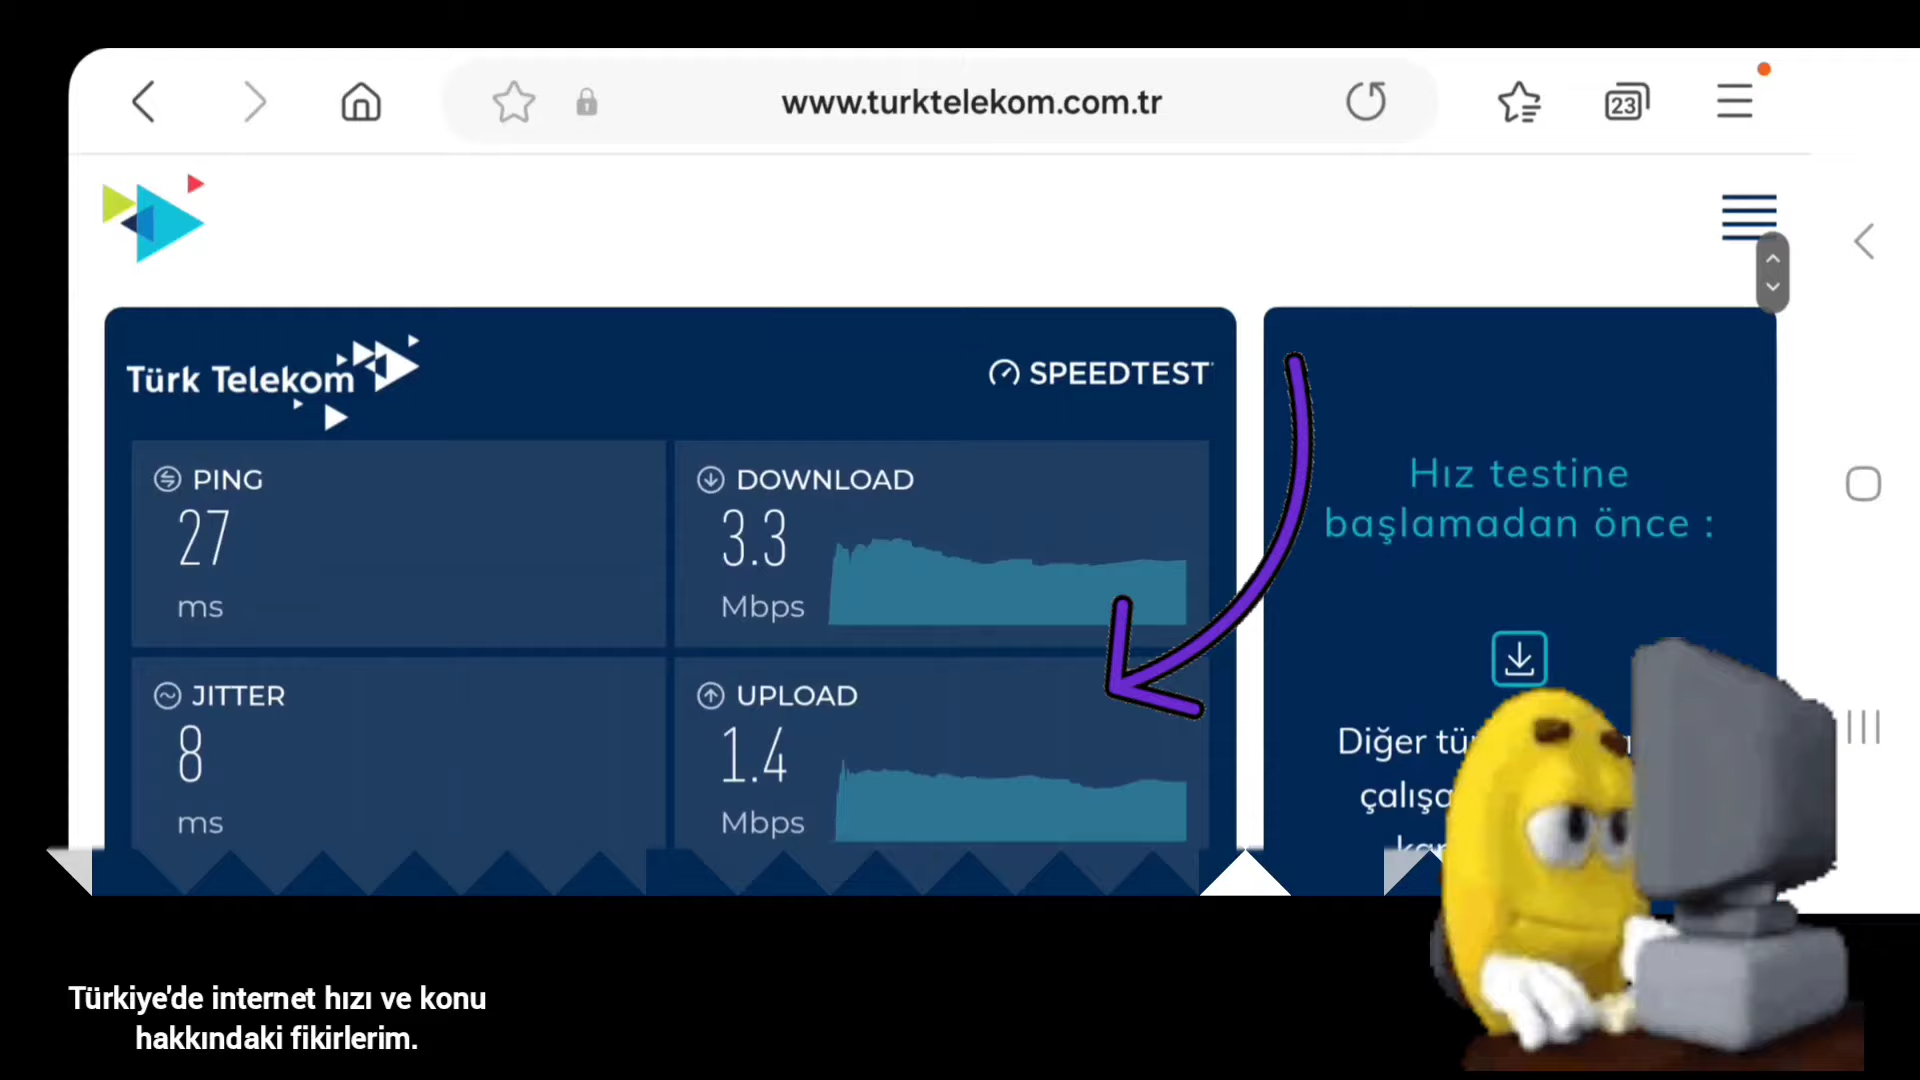 www.turktelekom.com.tr
23
Türk Telekom
SPEEDTEST
PING
27
ms
DOWNLOAD
3.3
Mbps
JITTER
8
ms
UPLOAD
1.4
Mbps
Hız testine
başlamadan önce :
Diğer
Türkiye'de internet hızı ve konu
hakkındaki fikirlerim.